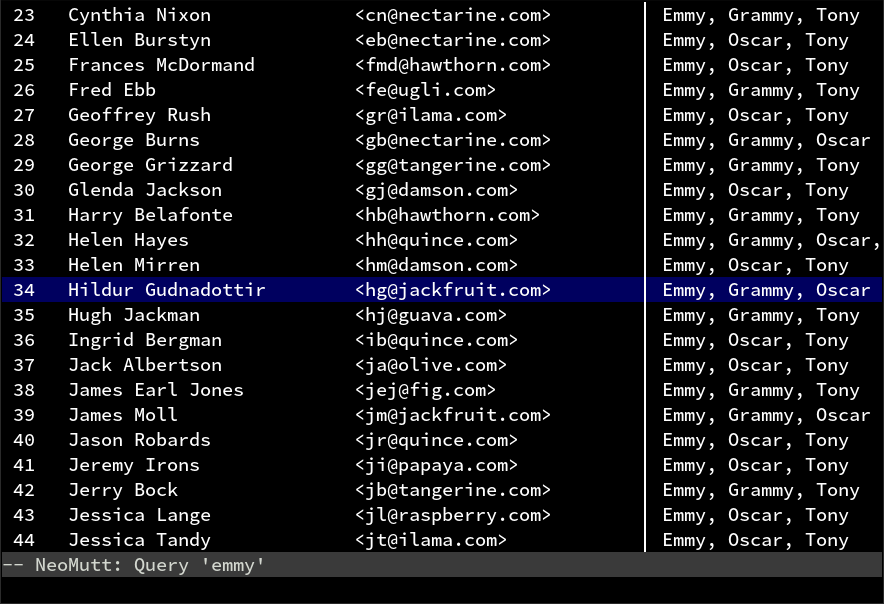 23 Cynthia Nixon <cn@nectarine.com> Emmy, Grammy, Tony
24 Ellen Burstyn <eb@nectarine.com> Emmy, Oscar, Tony
25 Frances McDormand <fmd@hawthorn.com> Emmy, Oscar, Tony
26 Fred Ebb <fe@ugli.com> Emmy, Grammy, Tony
27 Geoffrey Rush <gr@ilama.com> Emmy, Oscar, Tony
28 George Burns <gb@nectarine.com> Emmy, Grammy, Oscar
29 George Grizzard <gg@tangerine.com> Emmy, Grammy, Tony
30 Glenda Jackson <gj@damson.com> Emmy, Oscar, Tony
31 Harry Belafonte <hb@hawthorn.com> Emmy, Grammy, Tony
32 Helen Hayes <hh@quince.com> Emmy, Grammy, Oscar,
33 Helen Mirren <hm@damson.com> Emmy, Oscar, Tony
34 Hildur Gudnadottir <hg@jackfruit.com> Emmy, Grammy, Oscar
35 Hugh Jackman <hj@guava.com> Emmy, Grammy, Tony
36 Ingrid Bergman <ib@quince.com> Emmy, Oscar, Tony
37 Jack Albertson <ja@olive.com> Emmy, Oscar, Tony
38 James Earl Jones <jej@fig.com> Emmy, Grammy, Tony
39 James Moll <jm@jackfruit.com> Emmy, Grammy, Oscar
40 Jason Robards <jr@quince.com> Emmy, Oscar, Tony
41 Jeremy Irons <ji@papaya.com> Emmy, Oscar, Tony
42 Jerry Bock <jb@tangerine.com> Emmy, Grammy, Tony
43 Jessica Lange <jl@raspberry.com> Emmy, Oscar, Tony
44 Jessica Tandy <jt@ilama.com> Emmy, Oscar, Tony
-- NeoMutt: Query 'emmy'